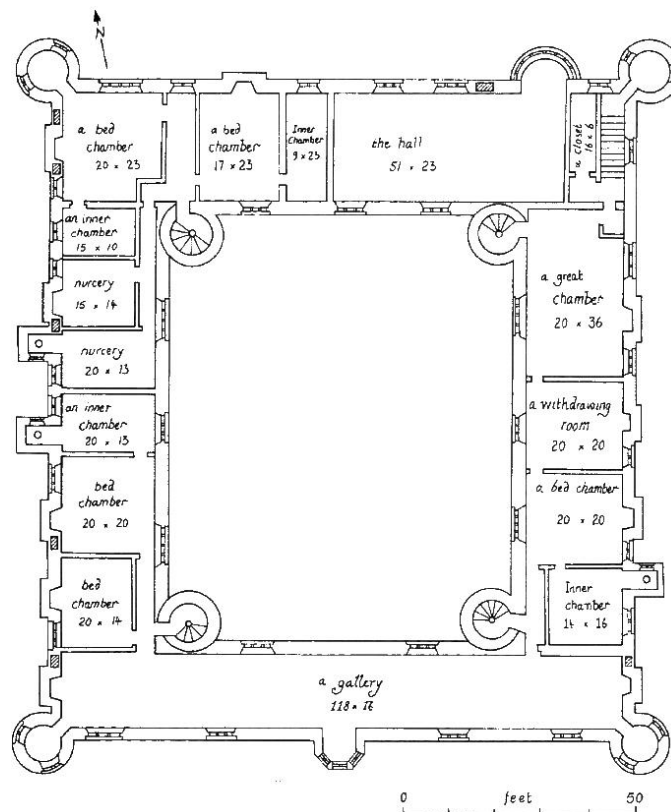 N
a bed
chamber
20 x 23
a bed
chamber
17 x 23
Inner
Chamber
9 x 23
the hall
51 x 23
a closet
16 x 6
an inner
chamber
15 x 10
nursery
15 x 14
nursery
20 x 13
an inner
chamber
20 x 13
bed
chamber
20 x 20
bed
chamber
20 x 14
a great
chamber
20 x 36
a withdrawing
room
20 x 20
a bed chamber
20 x 20
Inner
chamber
14 x 16
a gallery
118 x 16
0 feet 50